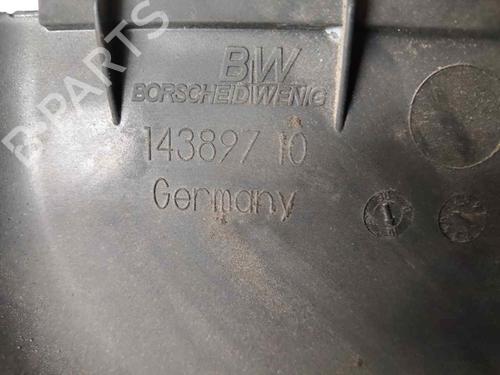 B-PARTS
BW
BORSCHEIDWENIG
143897 10
Germany